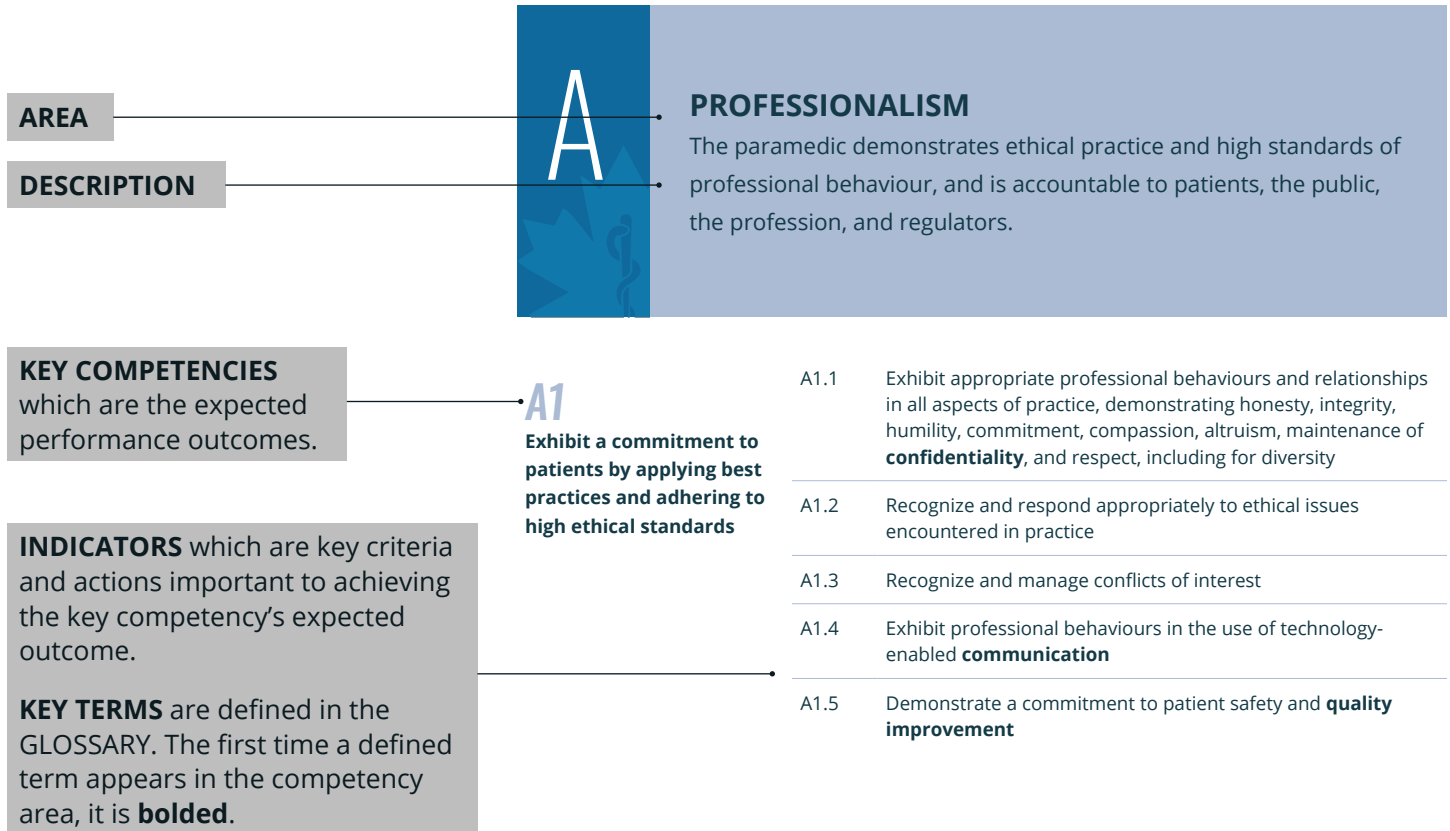 AREA
DESCRIPTION
A
PROFESSIONALISM
The paramedic demonstrates ethical practice and high standards of
professional behaviour, and is accountable to patients, the public,
the profession, and regulators.
KEY COMPETENCIES
which are the expected
performance outcomes.
A1
Exhibit a commitment to
patients by applying best
practices and adhering to
high ethical standards
INDICATORS which are key criteria
and actions important to achieving
the key competency’s expected
outcome.
KEY TERMS are defined in the
GLOSSARY. The first time a defined
term appears in the competency
area, it is bolded.
A1.1 Exhibit appropriate professional behaviours and relationships
in all aspects of practice, demonstrating honesty, integrity,
humility, commitment, compassion, altruism, maintenance of
confidentiality, and respect, including for diversity
A1.2 Recognize and respond appropriately to ethical issues
encountered in practice
A1.3 Recognize and manage conflicts of interest
A1.4 Exhibit professional behaviours in the use of technology-
enabled communication
A1.5 Demonstrate a commitment to patient safety and quality
improvement